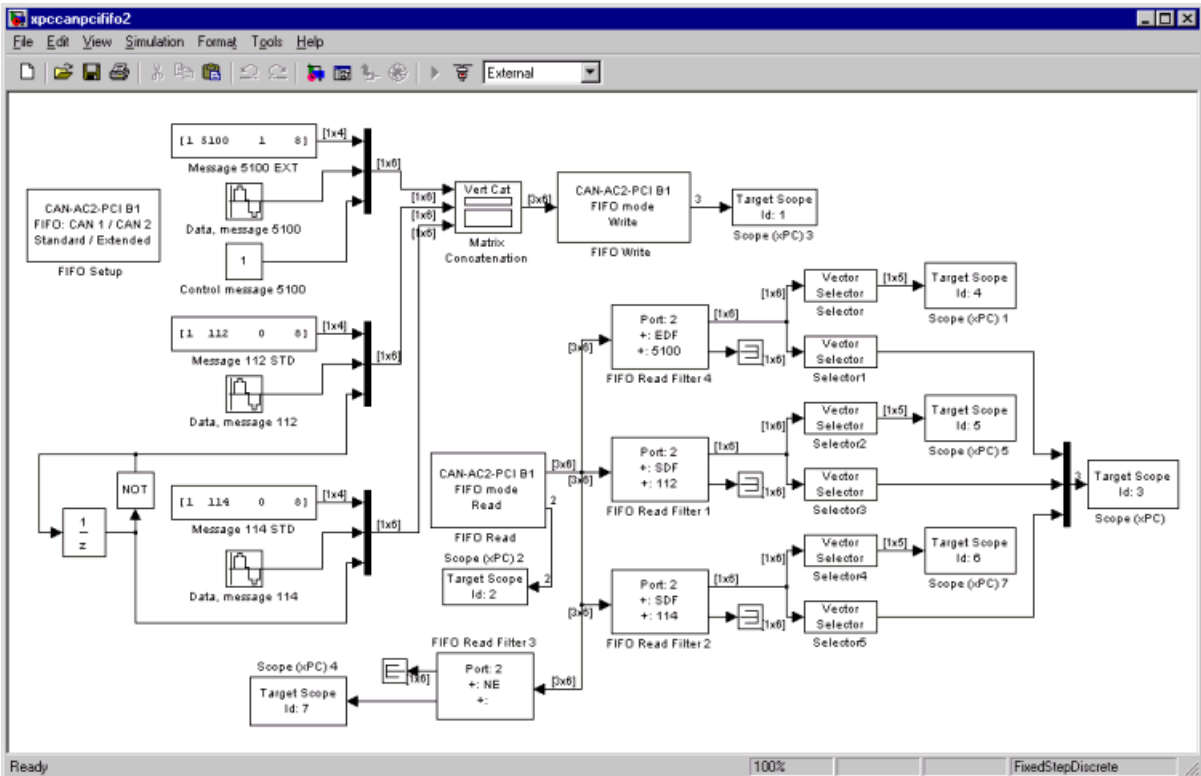 xpccanpcififo2
File Edit View Simulation Format Tools Help
External
[1 5100 1 8]
[1x4]
Message 5100 EXT
[1x6]
Data, message 5100
1
Control message 5100
CAN-AC2-PCI B1
FIFO: CAN 1 / CAN 2
Standard / Extended
FIFO Setup
[1x6]
[1x6]
[1x6]
Vert Cat
Matrix
Concatenation
[3x6]
CAN-AC2-PCI B1
FIFO mode
Write
FIFO Write
3
Target Scope
Id: 1
Scope (xPC) 3
[1 112 0 8]
[1x4]
Message 112 STD
[1x6]
Data, message 112
NOT
1
z
[1 114 0 8]
[1x4]
Message 114 STD
[1x6]
Data, message 114
CAN-AC2-PCI B1
FIFO mode
Read
FIFO Read
[3x6]
2
Scope (xPC) 2
Target Scope
Id: 2
2
[3x6]
Port: 2
+: EDF
+: 5100
FIFO Read Filter 4
[1x6]
[1x6]
[1x6]
Vector
Selector
Selector
[1x5]
Target Scope
Id: 4
Scope (xPC) 1
Vector
Selector
Selector1
[3x6]
Port: 2
+: SDF
+: 112
FIFO Read Filter 1
[1x6]
[1x6]
[1x6]
Vector
Selector
Selector2
[1x5]
Target Scope
Id: 5
Scope (xPC) 5
Vector
Selector
Selector3
3
Target Scope
Id: 3
Scope (xPC)
[3x6]
Port: 2
+: SDF
+: 114
FIFO Read Filter 2
[1x6]
[1x6]
[1x6]
Vector
Selector
Selector4
[1x5]
Target Scope
Id: 6
Scope (xPC) 7
Vector
Selector
Selector5
FIFO Read Filter 3
Port: 2
+: NE
+:
[3x6]
[1x6]
Scope (xPC) 4
Target Scope
Id: 7
Ready
100%
FixedStepDiscrete